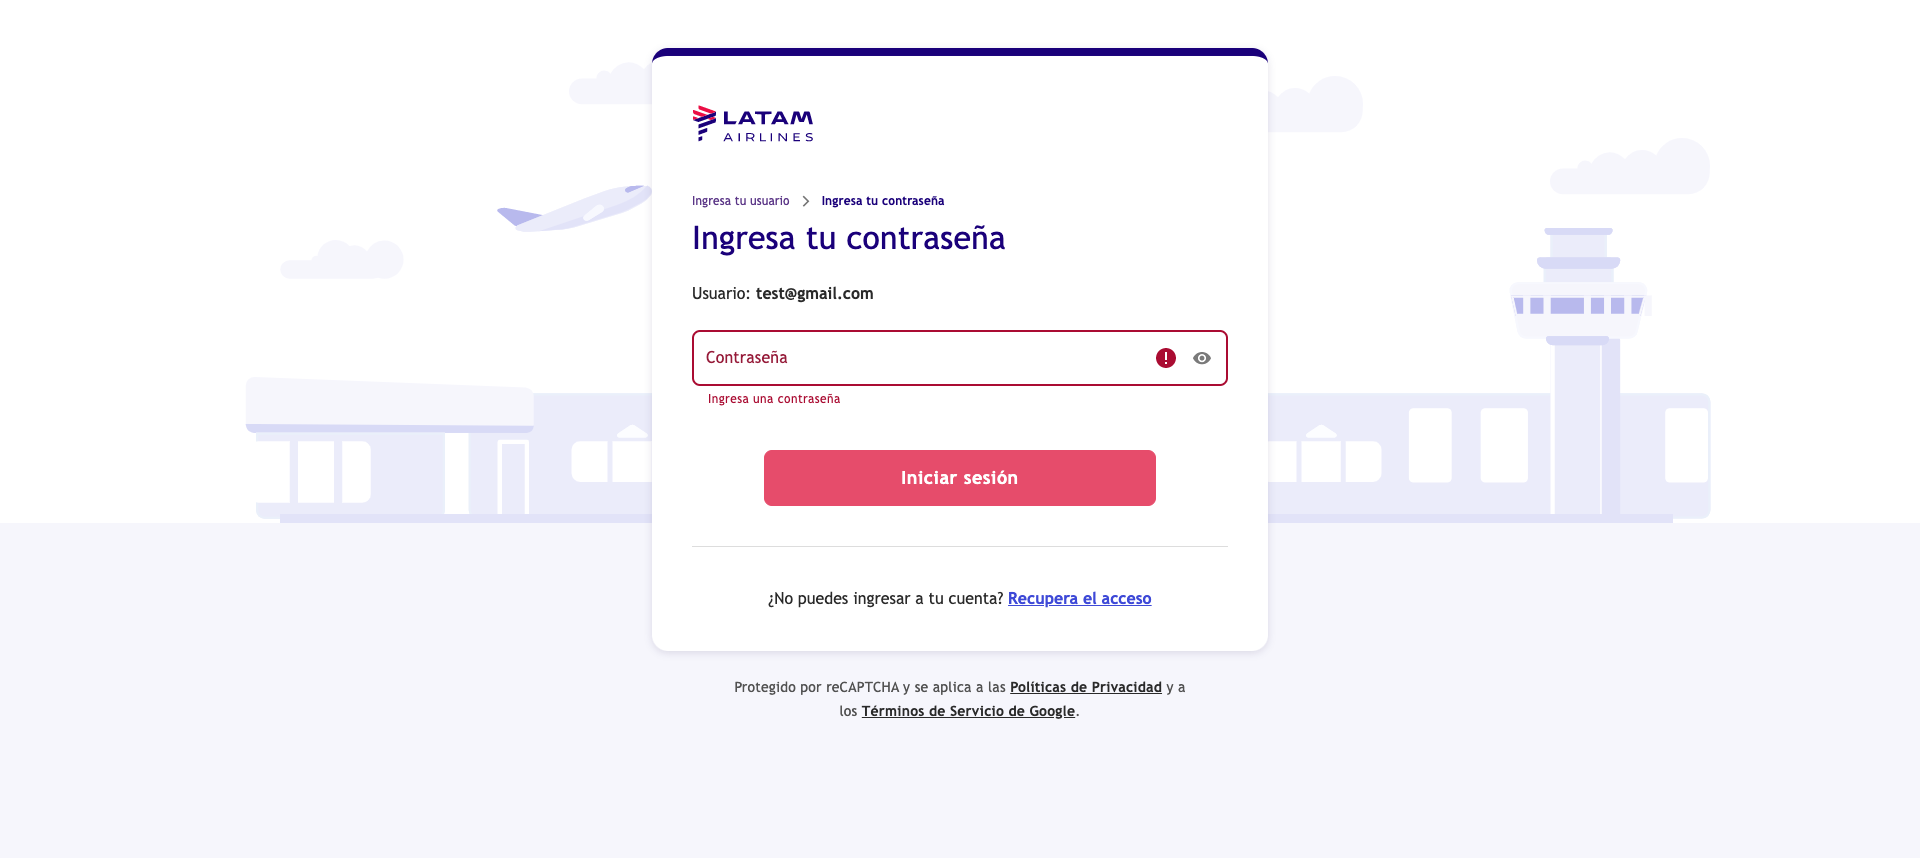 LATAM
AIRLINES
Ingresa tu usuario > Ingresa tu contraseña
Ingresa tu contraseña
Usuario: test@gmail.com
Contraseña
Ingresa una contraseña
Iniciar sesión
¿No puedes ingresar a tu cuenta? Recupera el acceso
Protegido por reCAPTCHA y se aplica a las Políticas de Privacidad y a
los Términos de Servicio de Google.